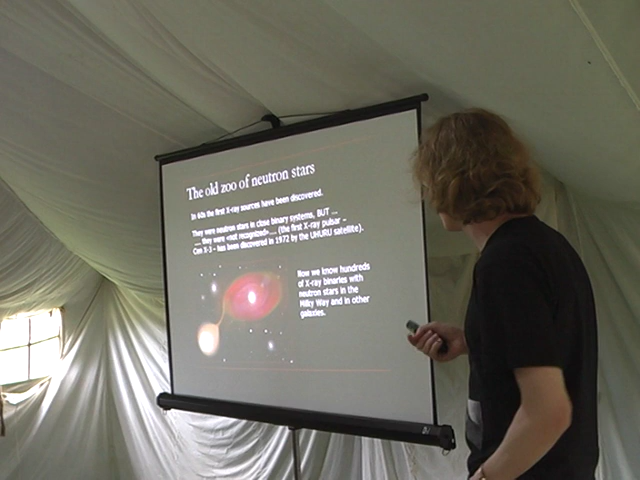 The old zoo of neutron stars
In 60s the first X-ray sources have been discovered.
They were neutron stars in close binary systems, BUT ...
.... they were «not recognized».... (the first X-ray pulsar –
Cen X-3 – has been discovered in 1972 by the UHURU satellite).
Now we know hundreds
of X-ray binaries with
neutron stars in the
Milky Way and in other
galaxies.